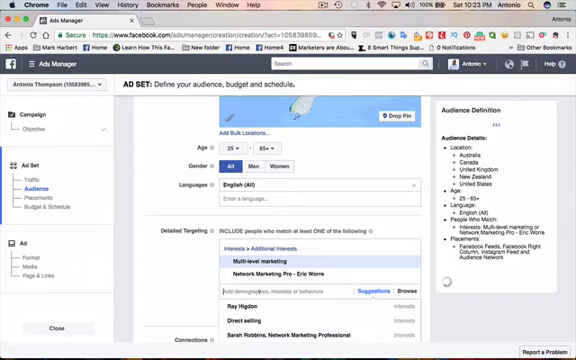 Chrome File Edit View History Bookmarks People Window Help
Sat 10:23 PM Antonio
Ads Manager
Antonio
https://www.facebook.com/ads/manager/creation/creation/?act=105839859...
Apps Mark Harbert Home Learn How This Fa... New folder Home Marketers are Abou... 8 Smart Things Sup... 0 Notifications Other Bookmarks
Ads Manager
Search
Antonio
Help
Antonio Thompson (10583985...
AD SET: Define your audience, budget and schedule.
Campaign
Objective
Ad Set
Traffic
Audience
Placements
Budget & Schedule
Ad
Format
Media
Page & Links
Close
Drop Pin
Add Bulk Locations...
Age
25 - 65+
Gender
All Men Women
Languages
English (All)
Enter a language...
Detailed Targeting
INCLUDE people who match at least ONE of the following
Interests > Additional Interests
Multi-level marketing
Network Marketing Pro - Eric Worre
Add demographics, interests or behaviors
Suggestions Browse
Ray Higdon Interests
Direct selling Interests
Sarah Robbins, Network Marketing Professional Interests
Connections
Audience Definition
Audience Details:
Location:
Australia
Canada
United Kingdom
New Zealand
United States
Age:
25 - 65+
Language:
English (All)
People Who Match:
Interests: Multi-level marketing or
Network Marketing Pro - Eric Worre
Placements:
Facebook Feeds, Facebook Right
Column, Instagram Feed and
Audience Network
Report a Problem